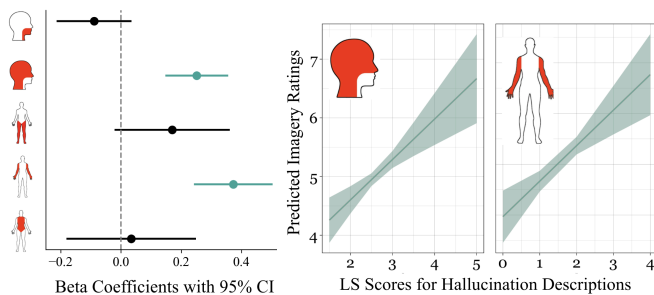 −0.2 0.0 0.2 0.4
Beta Coefficients with 95% CI
Predicted Imagery Ratings
7
6
5
4
2 3 4 5
0 1 2 3 4
LS Scores for Hallucination Descriptions